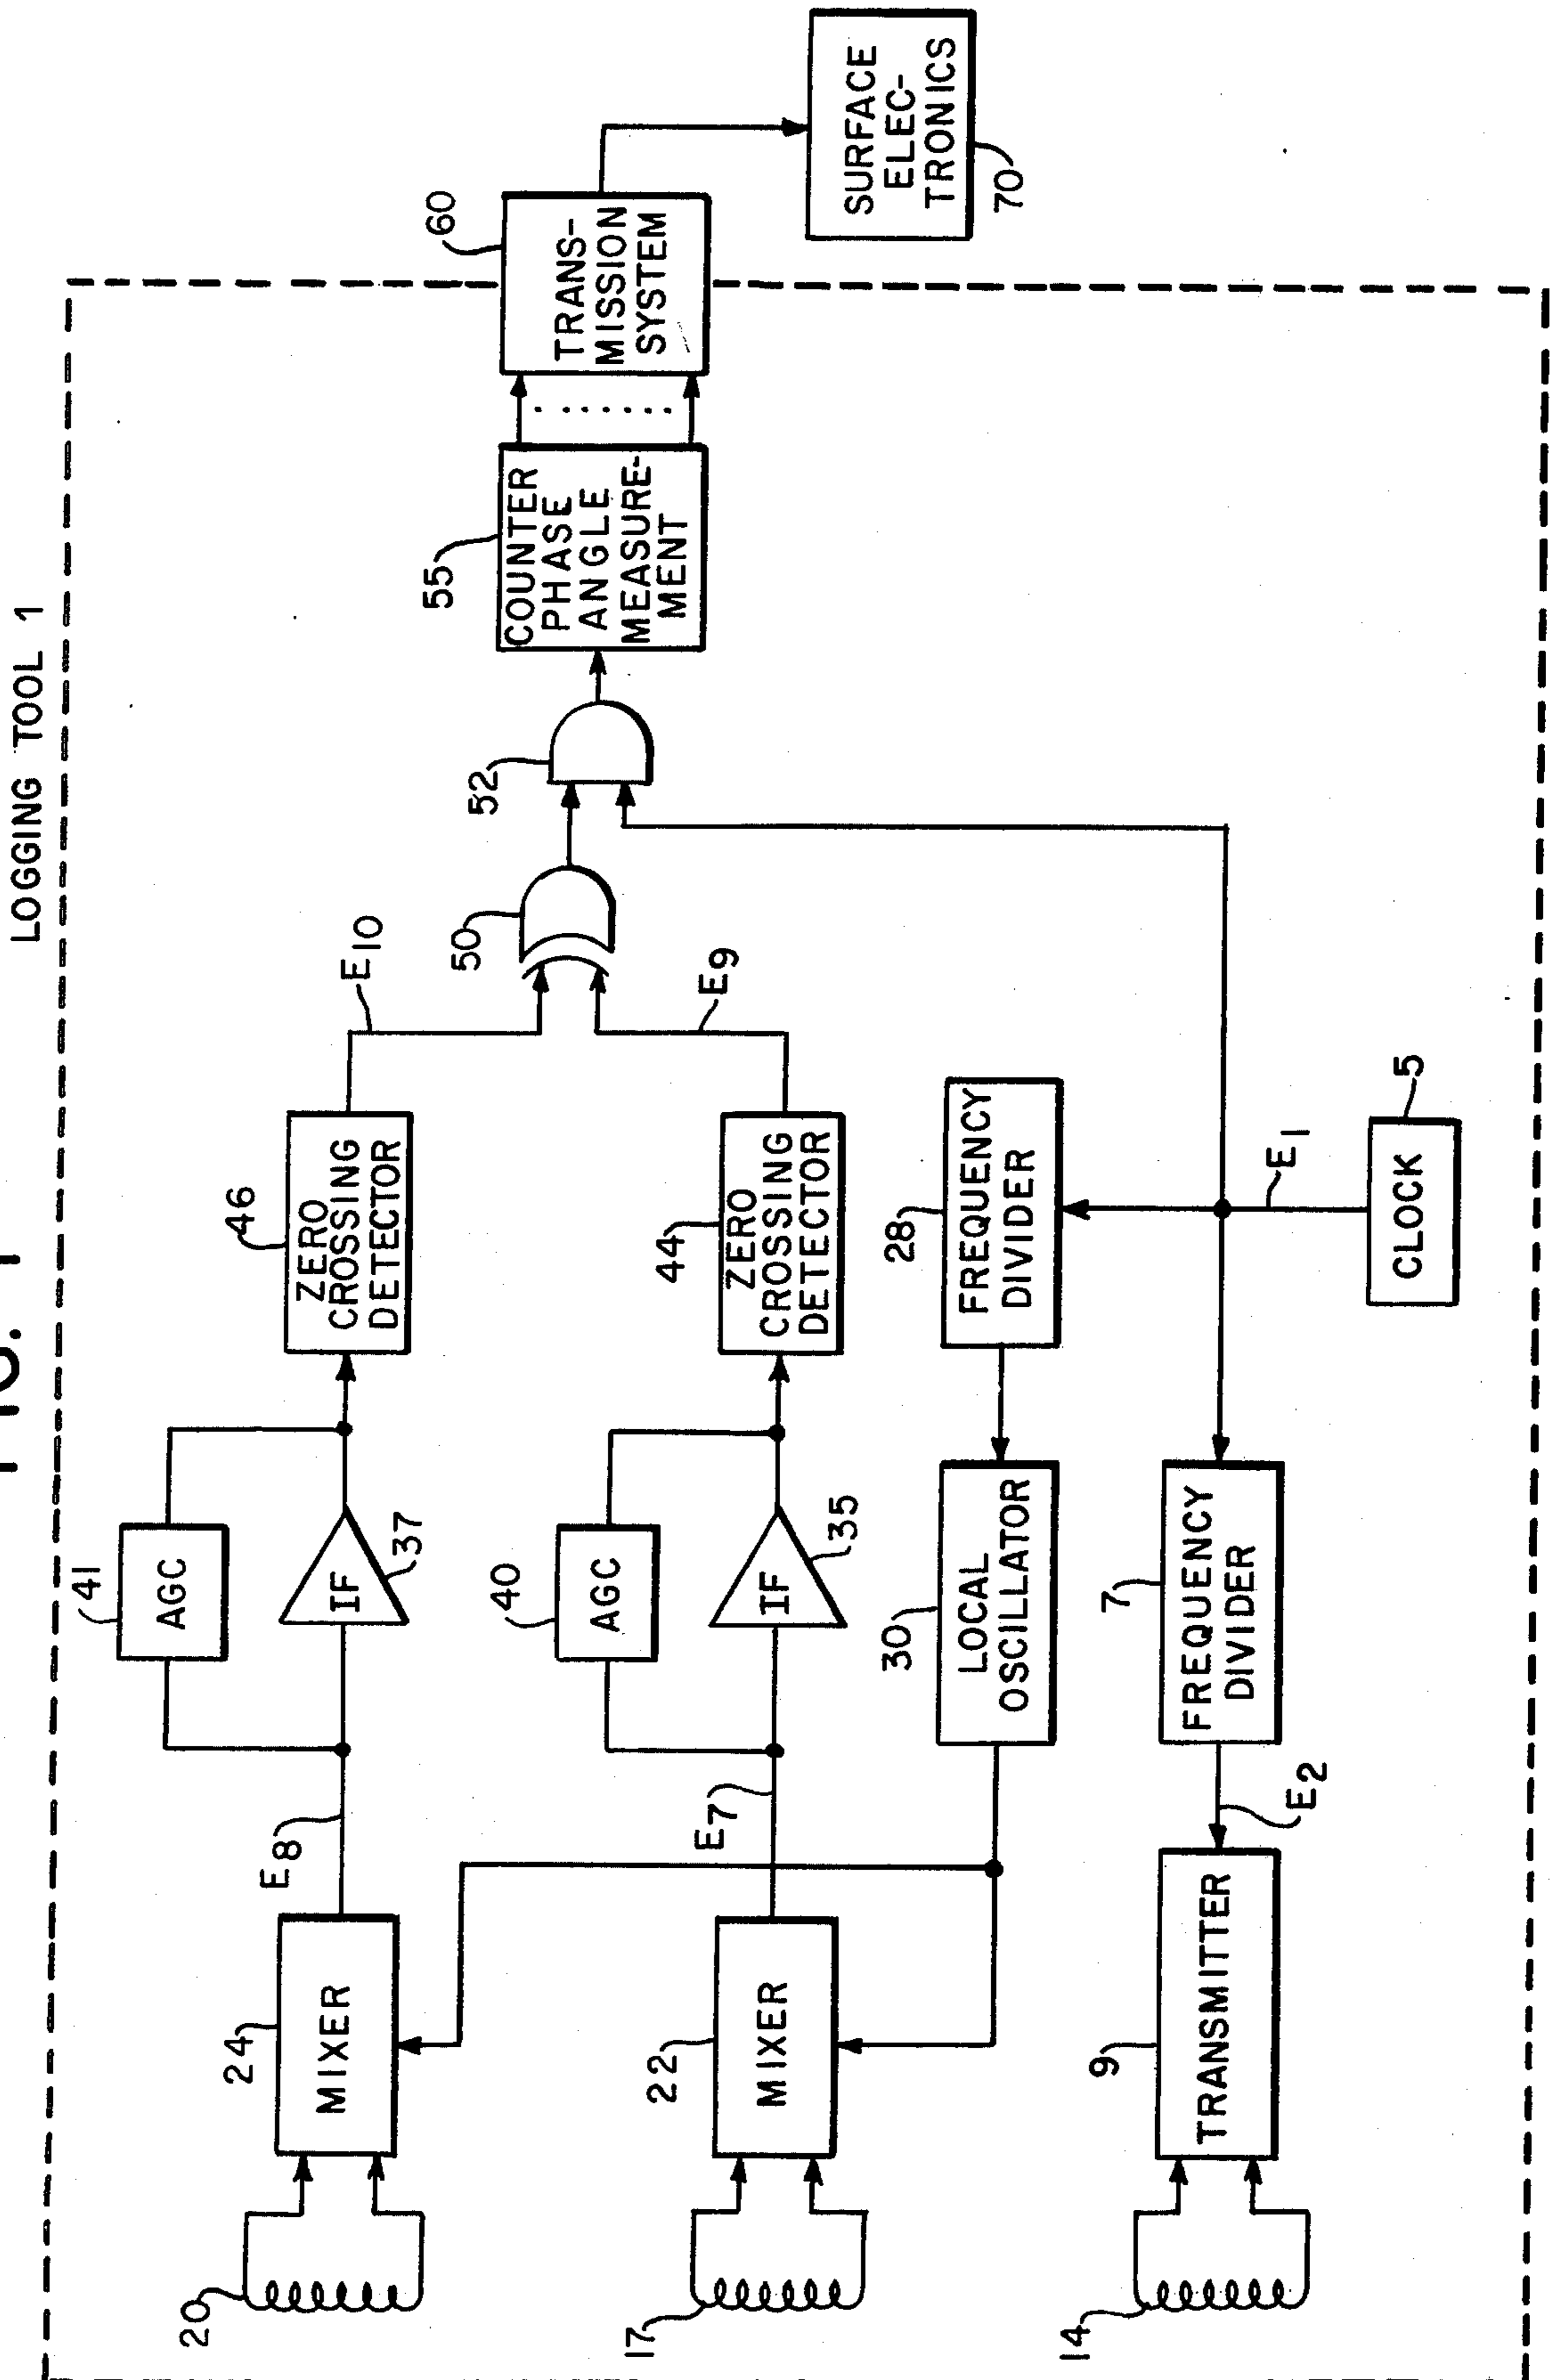 FIG. 1
LOGGING TOOL 1
20
24
MIXER
E8
41
AGC
IF
37
46
ZERO
CROSSING
DETECTOR
E10
50
52
55
COUNTER
PHASE
ANGLE
MEASURE-
MENT
60
TRANS-
MISSION
SYSTEM
SURFACE
ELEC-
TRONICS
70
17
22
MIXER
E7
40
AGC
IF
35
44
ZERO
CROSSING
DETECTOR
E9
30
LOCAL
OSCILLATOR
28
FREQUENCY
DIVIDER
14
9
TRANSMITTER
E2
7
FREQUENCY
DIVIDER
E1
CLOCK
5